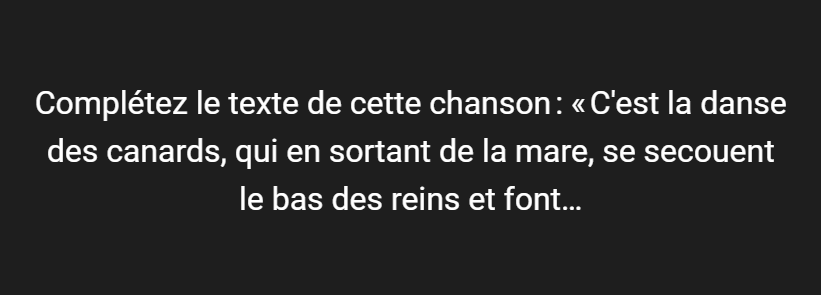 Complétez le texte de cette chanson : « C'est la danse
des canards, qui en sortant de la mare, se secouent
le bas des reins et font...